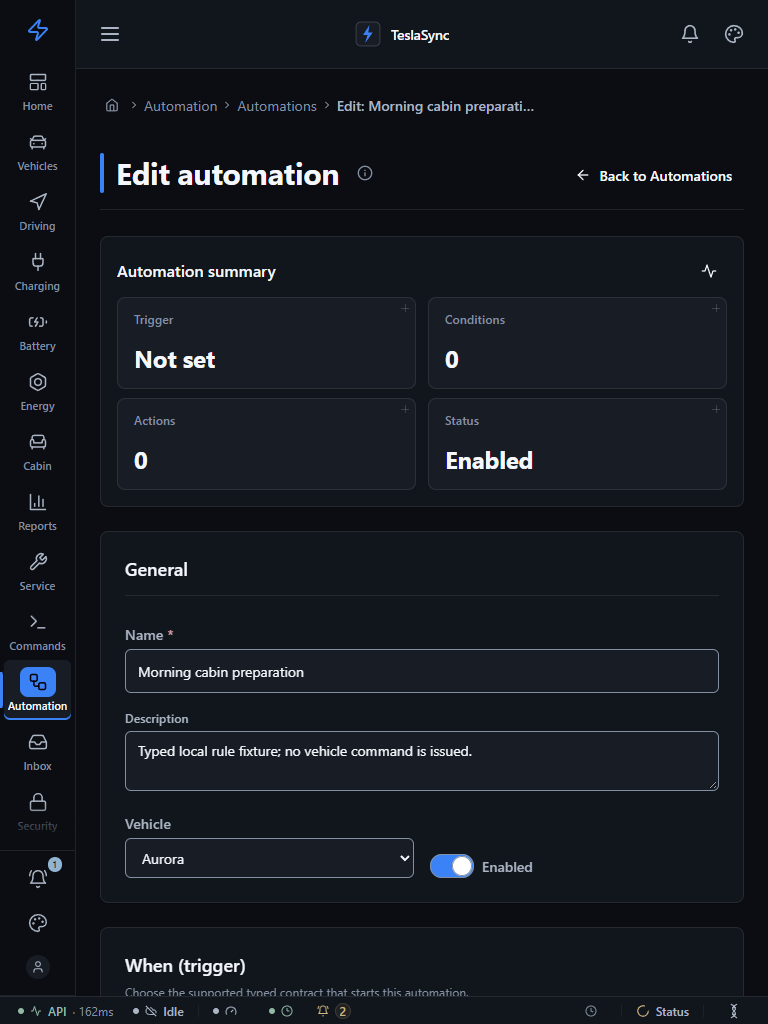 TeslaSync
Home
Vehicles
Driving
Charging
Battery
Energy
Cabin
Reports
Service
Commands
Automation
Inbox
Security
1
Automation
Automations
Edit: Morning cabin preparati...
Edit automation
Back to Automations
Automation summary
Trigger
Not set
Conditions
0
Actions
0
Status
Enabled
General
Name *
Morning cabin preparation
Description
Typed local rule fixture; no vehicle command is issued.
Vehicle
Aurora
Enabled
When (trigger)
Choose the supported typed contract that starts this automation.
API · 162ms
Idle
2
Status